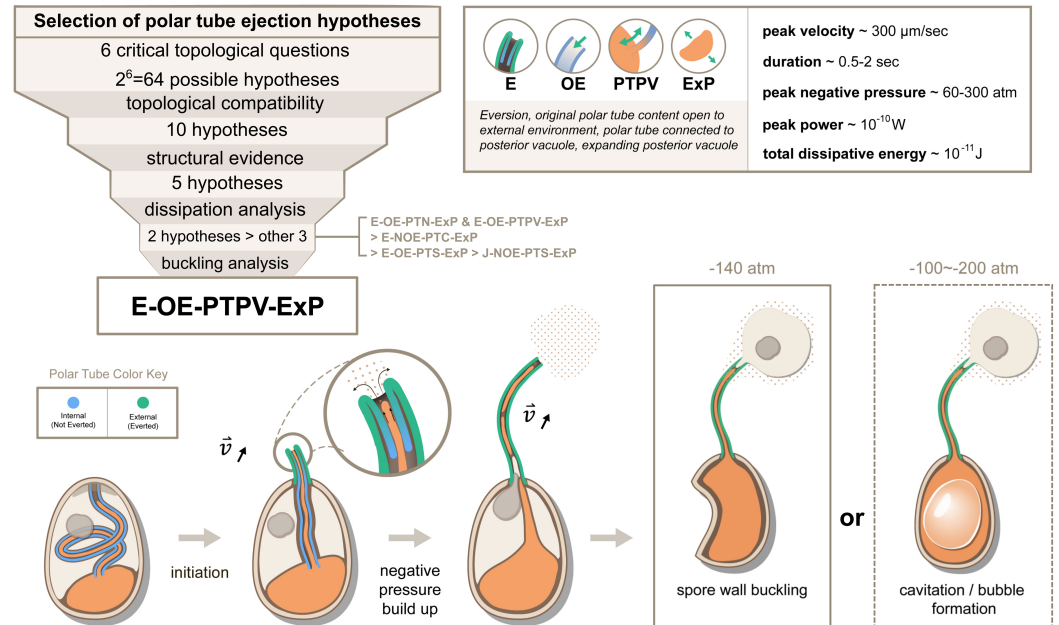 Selection of polar tube ejection hypotheses
6 critical topological questions
2⁶=64 possible hypotheses
topological compatibility
10 hypotheses
structural evidence
5 hypotheses
dissipation analysis
2 hypotheses > other 3
buckling analysis
E-OE-PTPV-ExP
E-OE-PTN-ExP & E-OE-PTPV-ExP
> E-NOE-PTC-ExP
> E-OE-PTS-ExP > J-NOE-PTS-ExP
E OE PTPV ExP
Eversion, original polar tube content open to
external environment, polar tube connected to
posterior vacuole, expanding posterior vacuole
peak velocity ~ 300 µm/sec
duration ~ 0.5-2 sec
peak negative pressure ~ 60-300 atm
peak power ~ 10⁻¹⁰W
total dissipative energy ~ 10⁻¹¹J
Polar Tube Color Key
Internal
(Not Everted)
External
(Everted)
v⃗
v⃗
initiation
negative
pressure
build up
-140 atm
spore wall buckling
or
-100~-200 atm
cavitation / bubble
formation